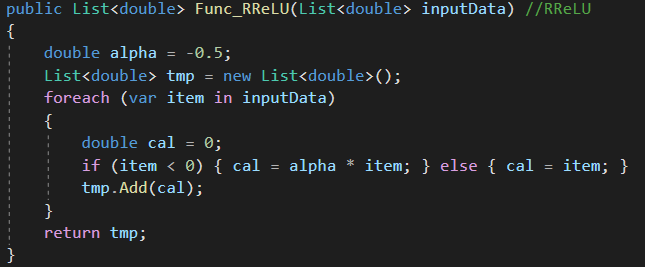 public List<double> Func_RReLU(List<double> inputData) //RReLU
{
double alpha = -0.5;
List<double> tmp = new List<double>();
foreach (var item in inputData)
{
double cal = 0;
if (item < 0) { cal = alpha * item; } else { cal = item; }
tmp.Add(cal);
}
return tmp;
}